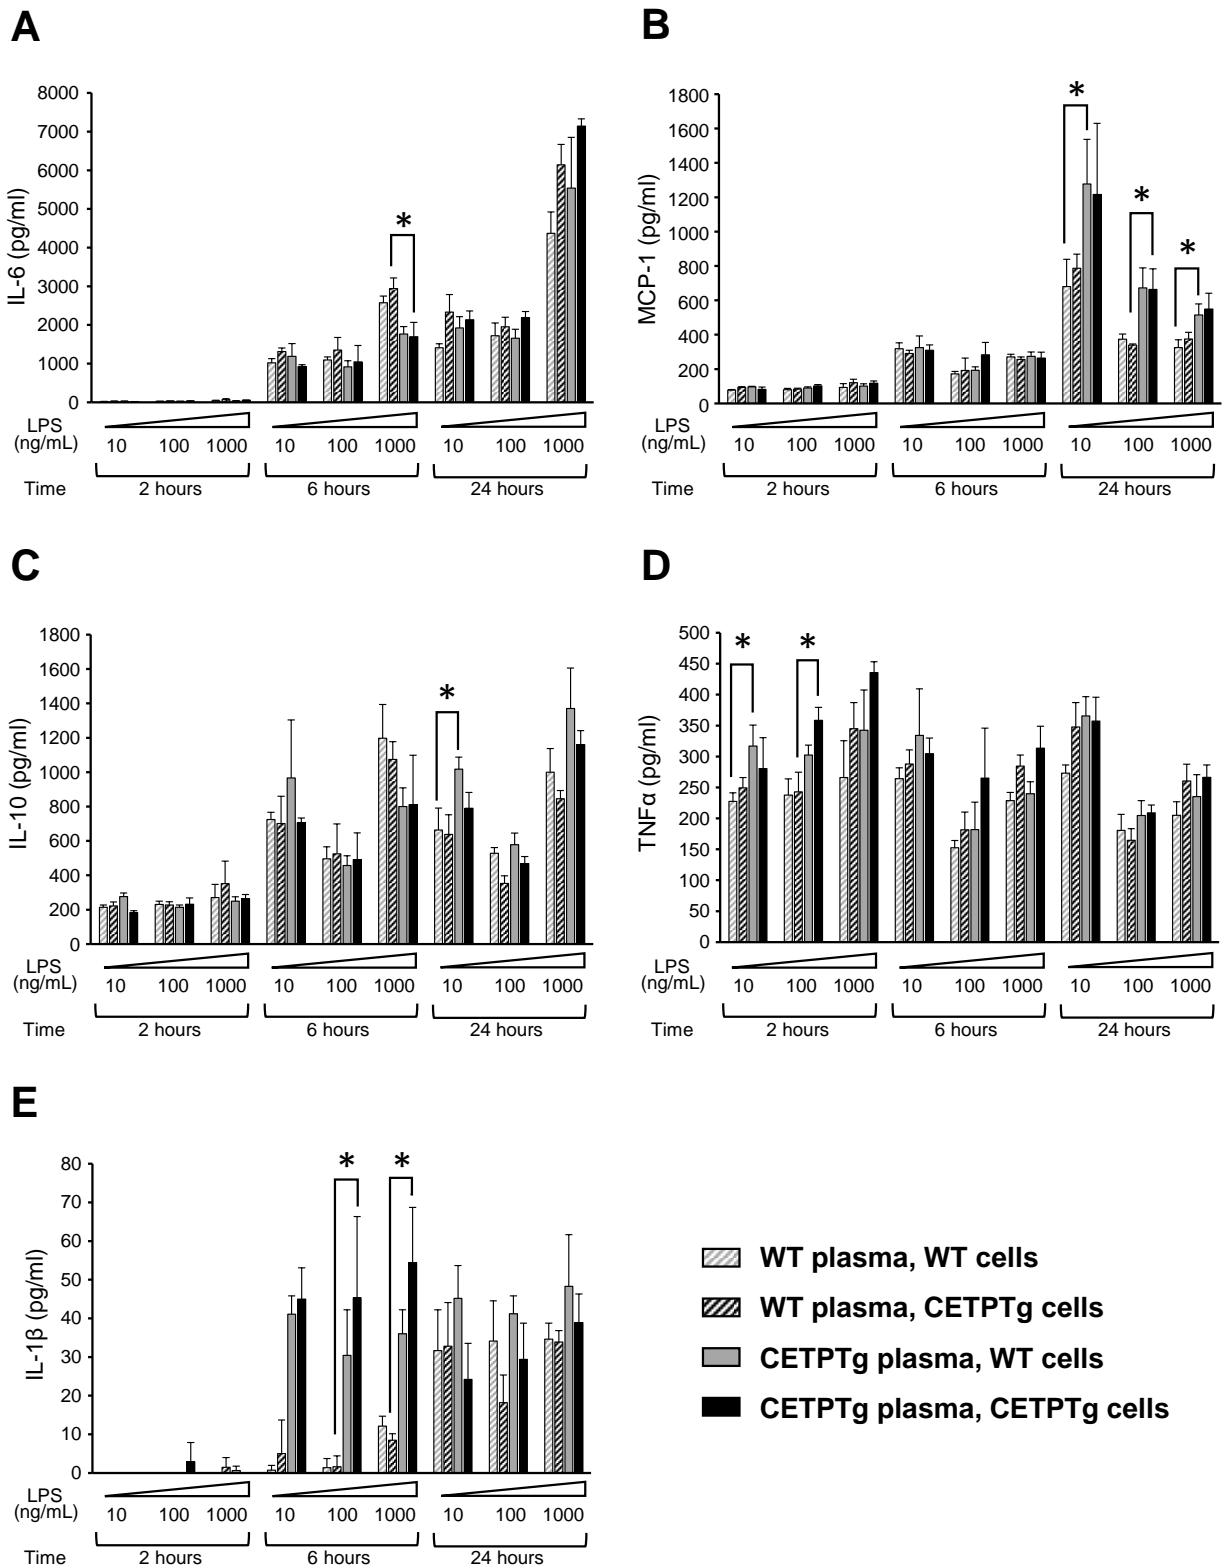 A
IL-6 (pg/ml)
8000
7000
6000
5000
4000
3000
2000
1000
0
*
LPS
(ng/mL)
10 100 1000 10 100 1000 10 100 1000
Time 2 hours 6 hours 24 hours
B
MCP-1 (pg/ml)
1800
1600
1400
1200
1000
800
600
400
200
0
* * *
LPS
(ng/mL)
10 100 1000 10 100 1000 10 100 1000
Time 2 hours 6 hours 24 hours
C
IL-10 (pg/ml)
1800
1600
1400
1200
1000
800
600
400
200
0
*
LPS
(ng/mL)
10 100 1000 10 100 1000 10 100 1000
Time 2 hours 6 hours 24 hours
D
TNFα (pg/ml)
500
450
400
350
300
250
200
150
100
50
0
* *
LPS
(ng/mL)
10 100 1000 10 100 1000 10 100 1000
Time 2 hours 6 hours 24 hours
E
IL-1β (pg/ml)
80
70
60
50
40
30
20
10
0
* *
LPS
(ng/mL)
10 100 1000 10 100 1000 10 100 1000
Time 2 hours 6 hours 24 hours
WT plasma, WT cells
WT plasma, CETPTg cells
CETPTg plasma, WT cells
CETPTg plasma, CETPTg cells